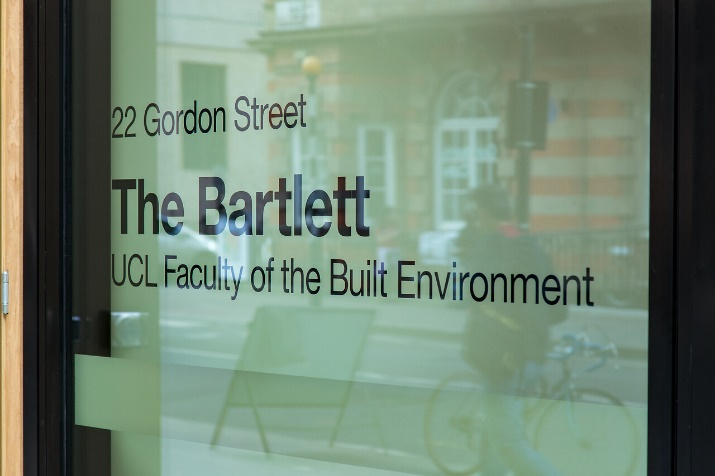 22 Gordon Street
The Bartlett
UCL Faculty of the Built Environment